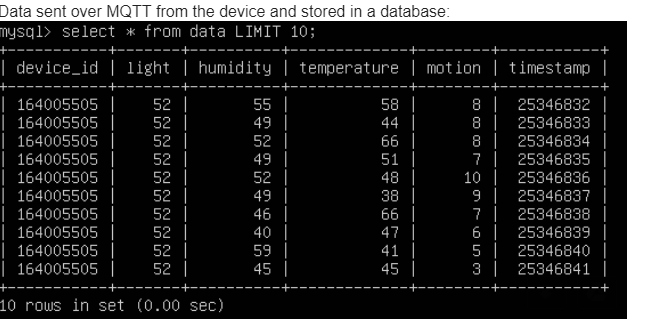 Data sent over MQTT from the device and stored in a database:
mysql> select * from data LIMIT 10;
+-----------+-------+----------+-------------+--------+-----------+
| device_id | light | humidity | temperature | motion | timestamp |
+-----------+-------+----------+-------------+--------+-----------+
| 164005505 | 52 | 55 | 58 | 8 | 25346832 |
| 164005505 | 52 | 49 | 44 | 8 | 25346833 |
| 164005505 | 52 | 52 | 66 | 8 | 25346834 |
| 164005505 | 52 | 49 | 51 | 7 | 25346835 |
| 164005505 | 52 | 52 | 48 | 10 | 25346836 |
| 164005505 | 52 | 49 | 38 | 9 | 25346837 |
| 164005505 | 52 | 46 | 66 | 7 | 25346838 |
| 164005505 | 52 | 40 | 47 | 6 | 25346839 |
| 164005505 | 52 | 59 | 41 | 5 | 25346840 |
| 164005505 | 52 | 45 | 45 | 3 | 25346841 |
+-----------+-------+----------+-------------+--------+-----------+
10 rows in set (0.00 sec)